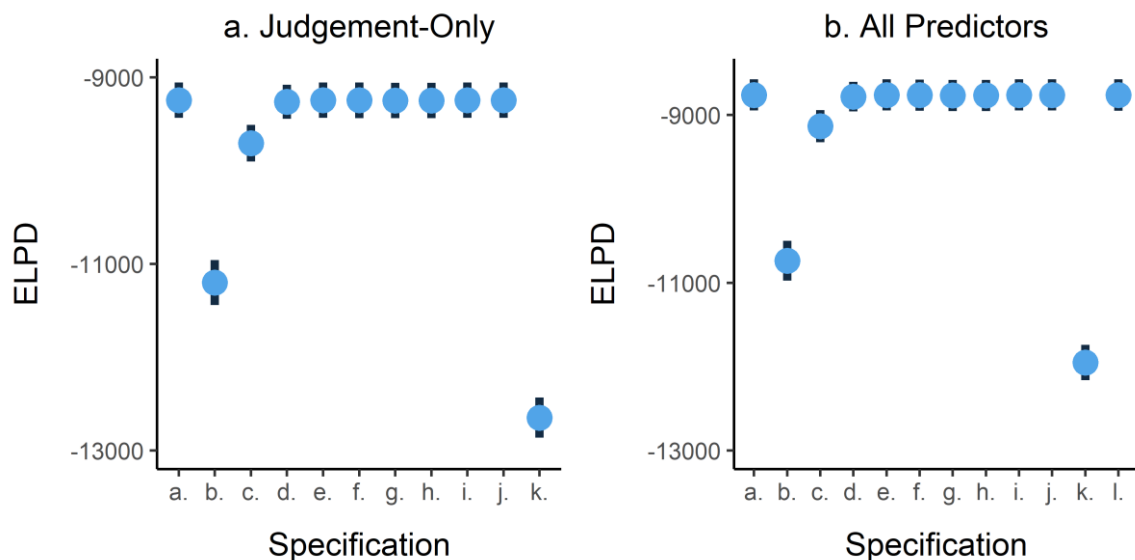 a. Judgement-Only
ELPD
-9000
-11000
-13000
a. b. c. d. e. f. g. h. i. j. k.
Specification
b. All Predictors
ELPD
-9000
-11000
-13000
a. b. c. d. e. f. g. h. i. j. k. l.
Specification